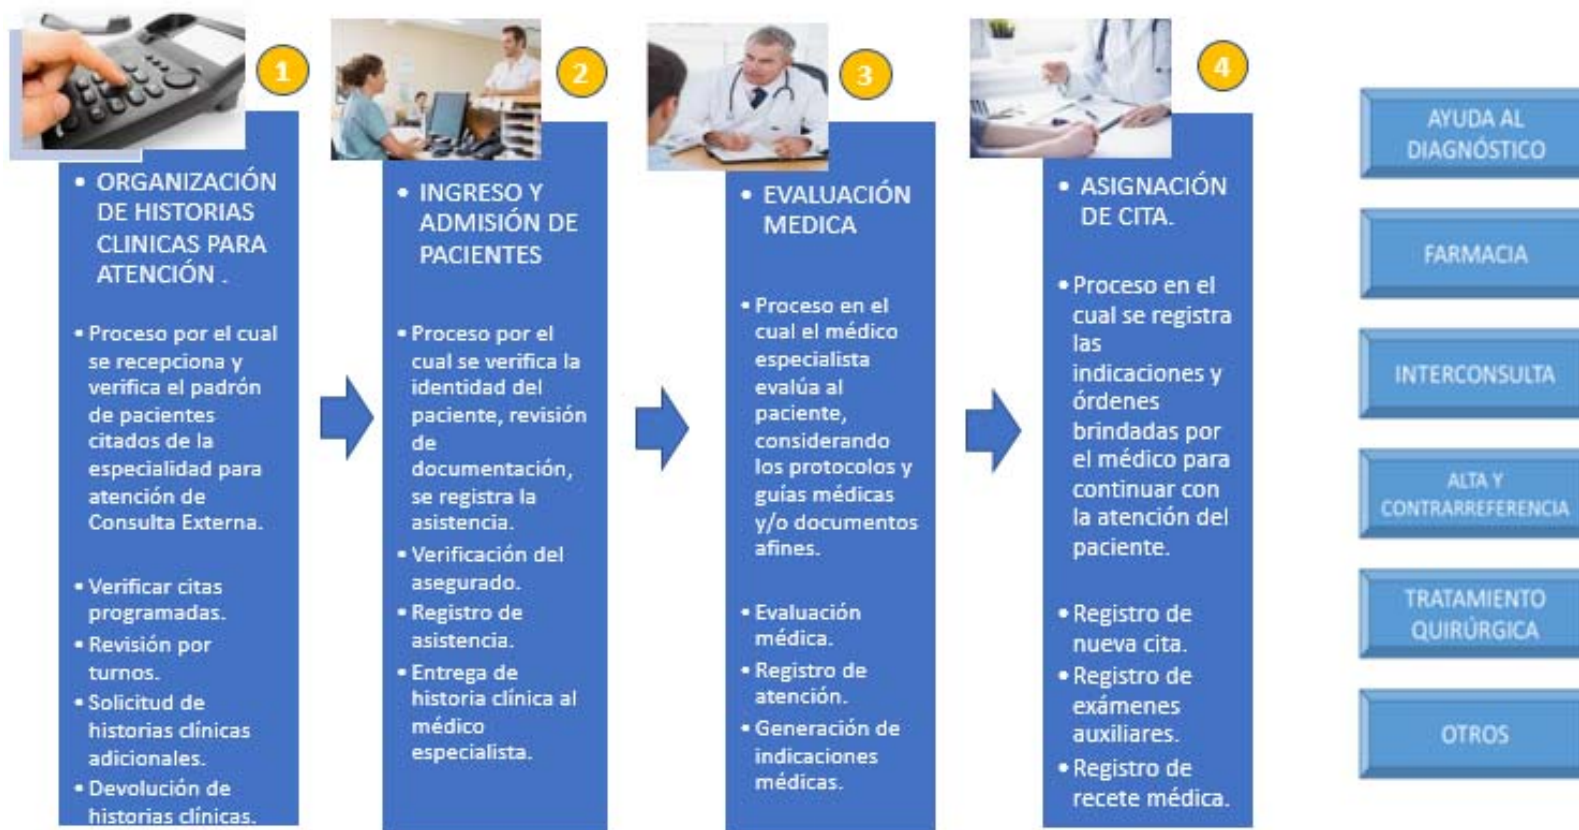 1
• ORGANIZACIÓN
DE HISTORIAS
CLINICAS PARA
ATENCIÓN .
• Proceso por el cual
se recepciona y
verifica el padrón
de pacientes
citados de la
especialidad para
atención de
Consulta Externa.
• Verificar citas
programadas.
• Revisión por
turnos.
• Solicitud de
historias clínicas
adicionales.
• Devolución de
historias clínicas.
2
• INGRESO Y
ADMISIÓN DE
PACIENTES
• Proceso por el
cual se verifica la
identidad del
paciente, revisión
de
documentación,
se registra la
asistencia.
• Verificación del
asegurado.
• Registro de
asistencia.
• Entrega de
historia clínica al
médico
especialista.
3
• EVALUACIÓN
MEDICA
• Proceso en el
cual el médico
especialista
evalúa al
paciente,
considerando
los protocolos y
guías médicas
y/o documentos
afines.
• Evaluación
médica.
• Registro de
atención.
• Generación de
indicaciones
médicas.
4
• ASIGNACIÓN
DE CITA.
• Proceso en el
cual se registra
las
indicaciones y
órdenes
brindadas por
el médico para
continuar con
la atención del
paciente.
• Registro de
nueva cita.
• Registro de
exámenes
auxiliares.
• Registro de
recete médica.
AYUDA AL
DIAGNÓSTICO
FARMACIA
INTERCONSULTA
ALTA Y
CONTRARREFERENCIA
TRATAMIENTO
QUIRÚRGICA
OTROS